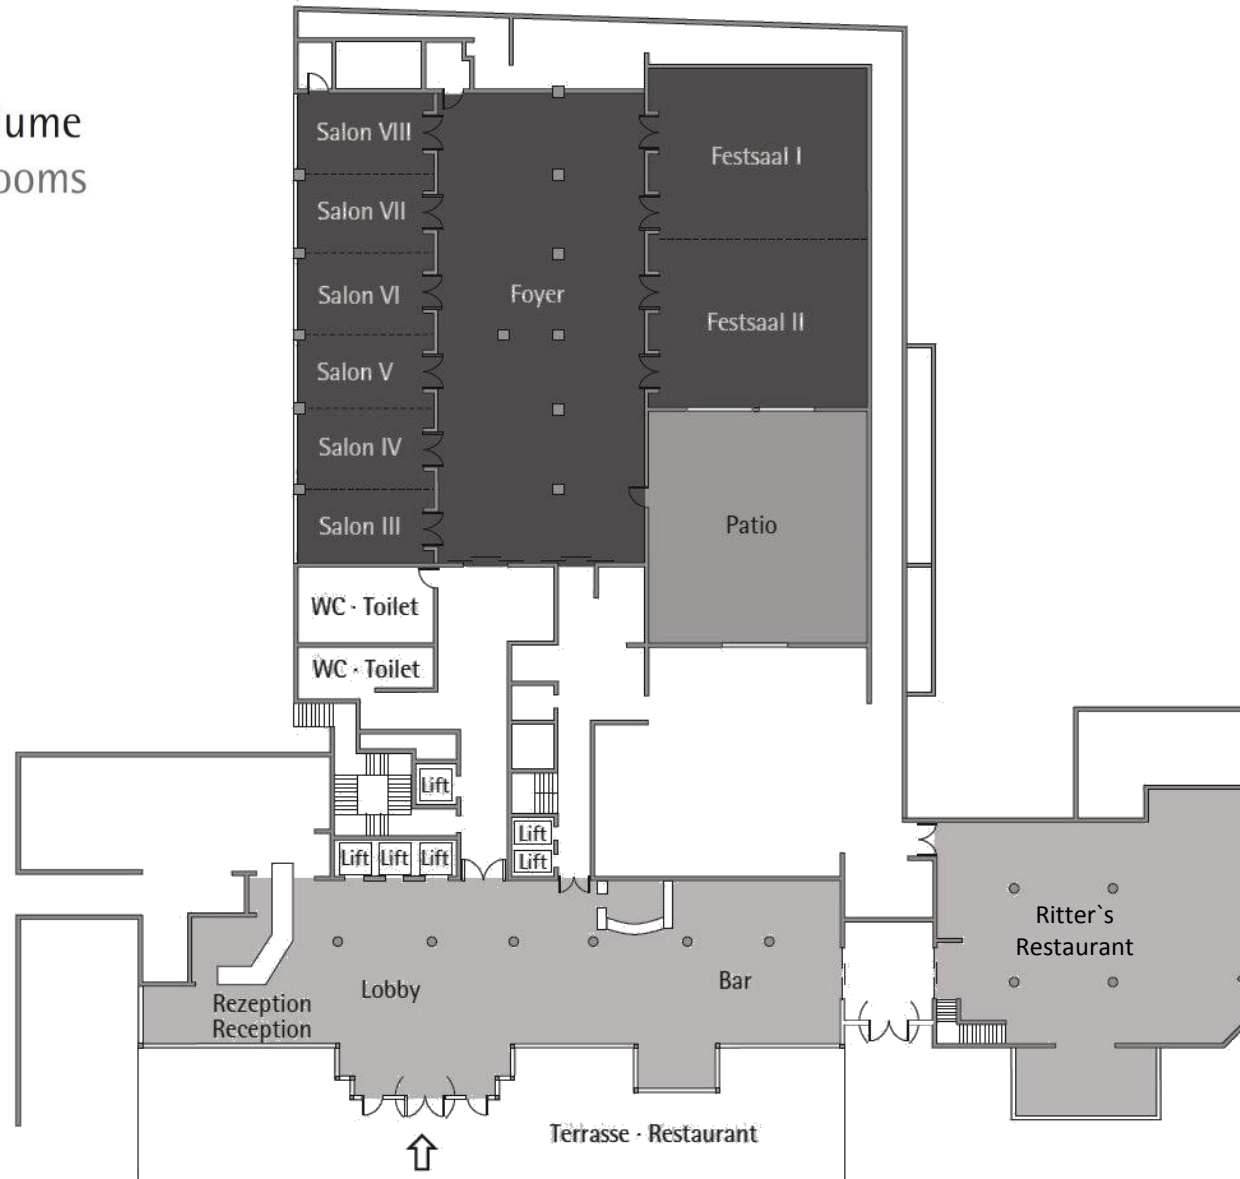 lume
ooms
Salon VIII
Festsaal I
Salon VII
Salon VI
Foyer
Festsaal II
Salon V
Salon IV
Salon III
Patio
WC · Toilet
WC · Toilet
Lift
Lift
Lift
Lift
Lift
Lift
Ritter`s
Restaurant
Lobby
Bar
Rezeption
Reception
Terrasse · Restaurant